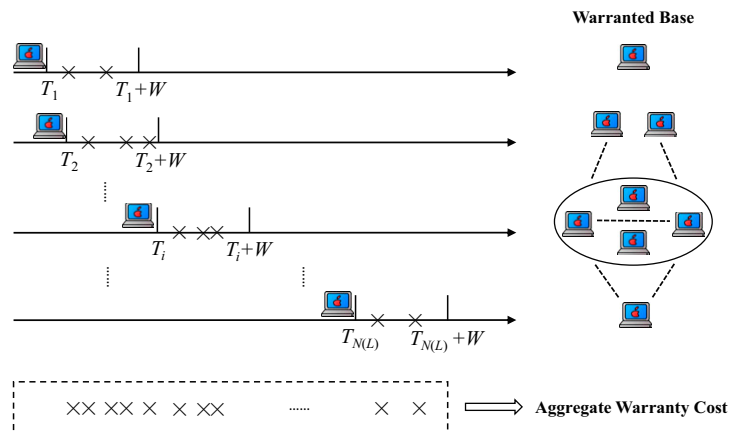 Warranted Base
T1 T1+W
T2 T2+W
Ti Ti+W
TN(L) TN(L) +W
Aggregate Warranty Cost